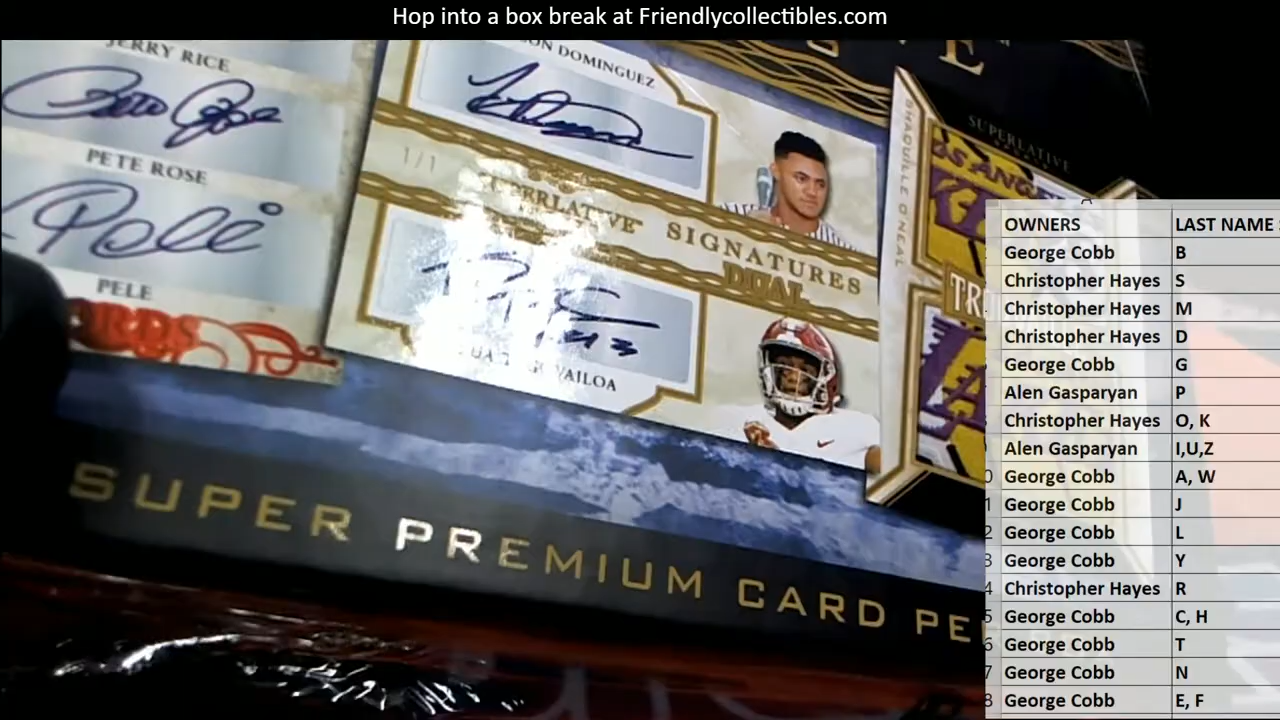 Hop into a box break at Friendlycollectibles.com
JERRY RICE
PETE ROSE
PELE
DOMINGUEZ
1/1
SIGNATURES
DUAL
VAILOA
SHAQUILLE O'NEAL
SUPERLATIVE
SUPER PREMIUM CARD
OWNERS LAST NAME
George Cobb B
Christopher Hayes S
Christopher Hayes M
Christopher Hayes D
George Cobb G
Alen Gasparyan P
Christopher Hayes O, K
Alen Gasparyan I,U,Z
George Cobb A, W
George Cobb J
George Cobb L
George Cobb Y
Christopher Hayes R
George Cobb C, H
George Cobb T
George Cobb N
George Cobb E, F